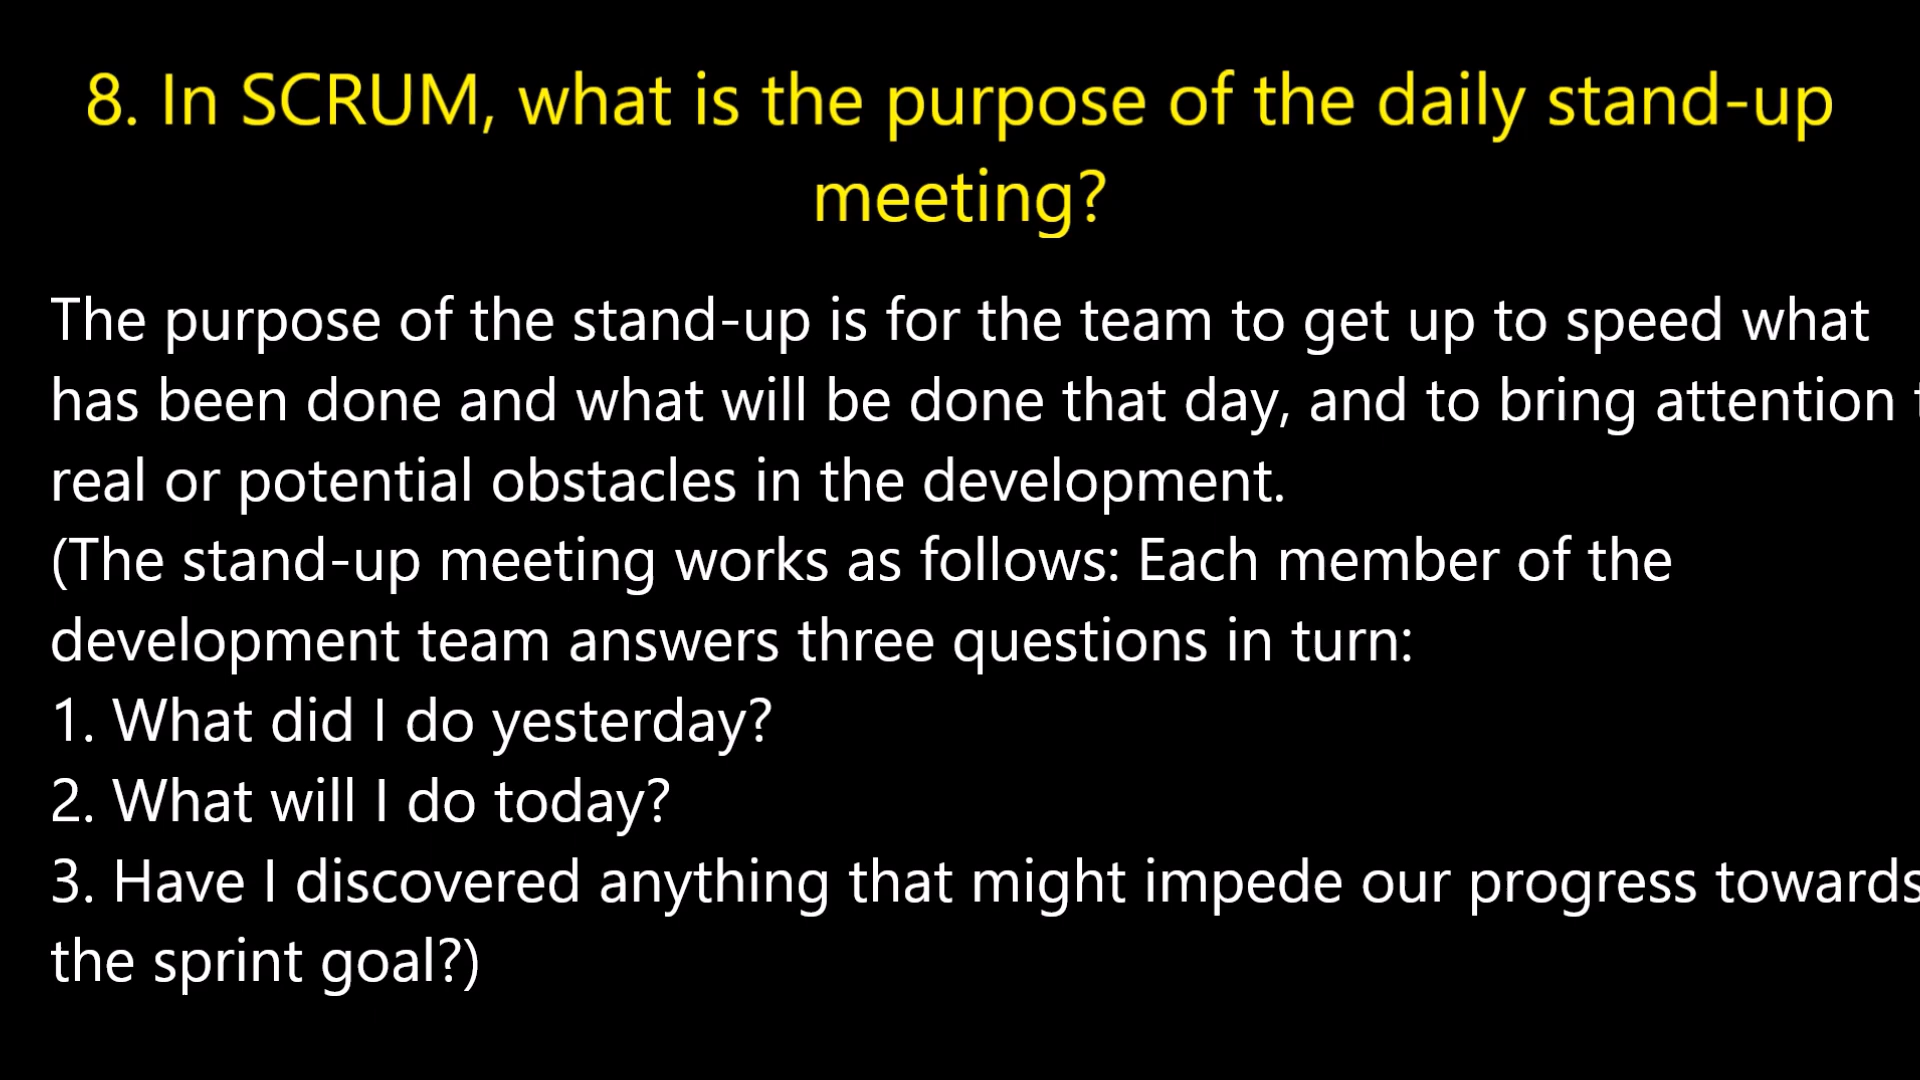 8. In SCRUM, what is the purpose of the daily stand-up
meeting?
The purpose of the stand-up is for the team to get up to speed what
has been done and what will be done that day, and to bring attention
real or potential obstacles in the development.
(The stand-up meeting works as follows: Each member of the
development team answers three questions in turn:
1. What did I do yesterday?
2. What will I do today?
3. Have I discovered anything that might impede our progress towards
the sprint goal?)